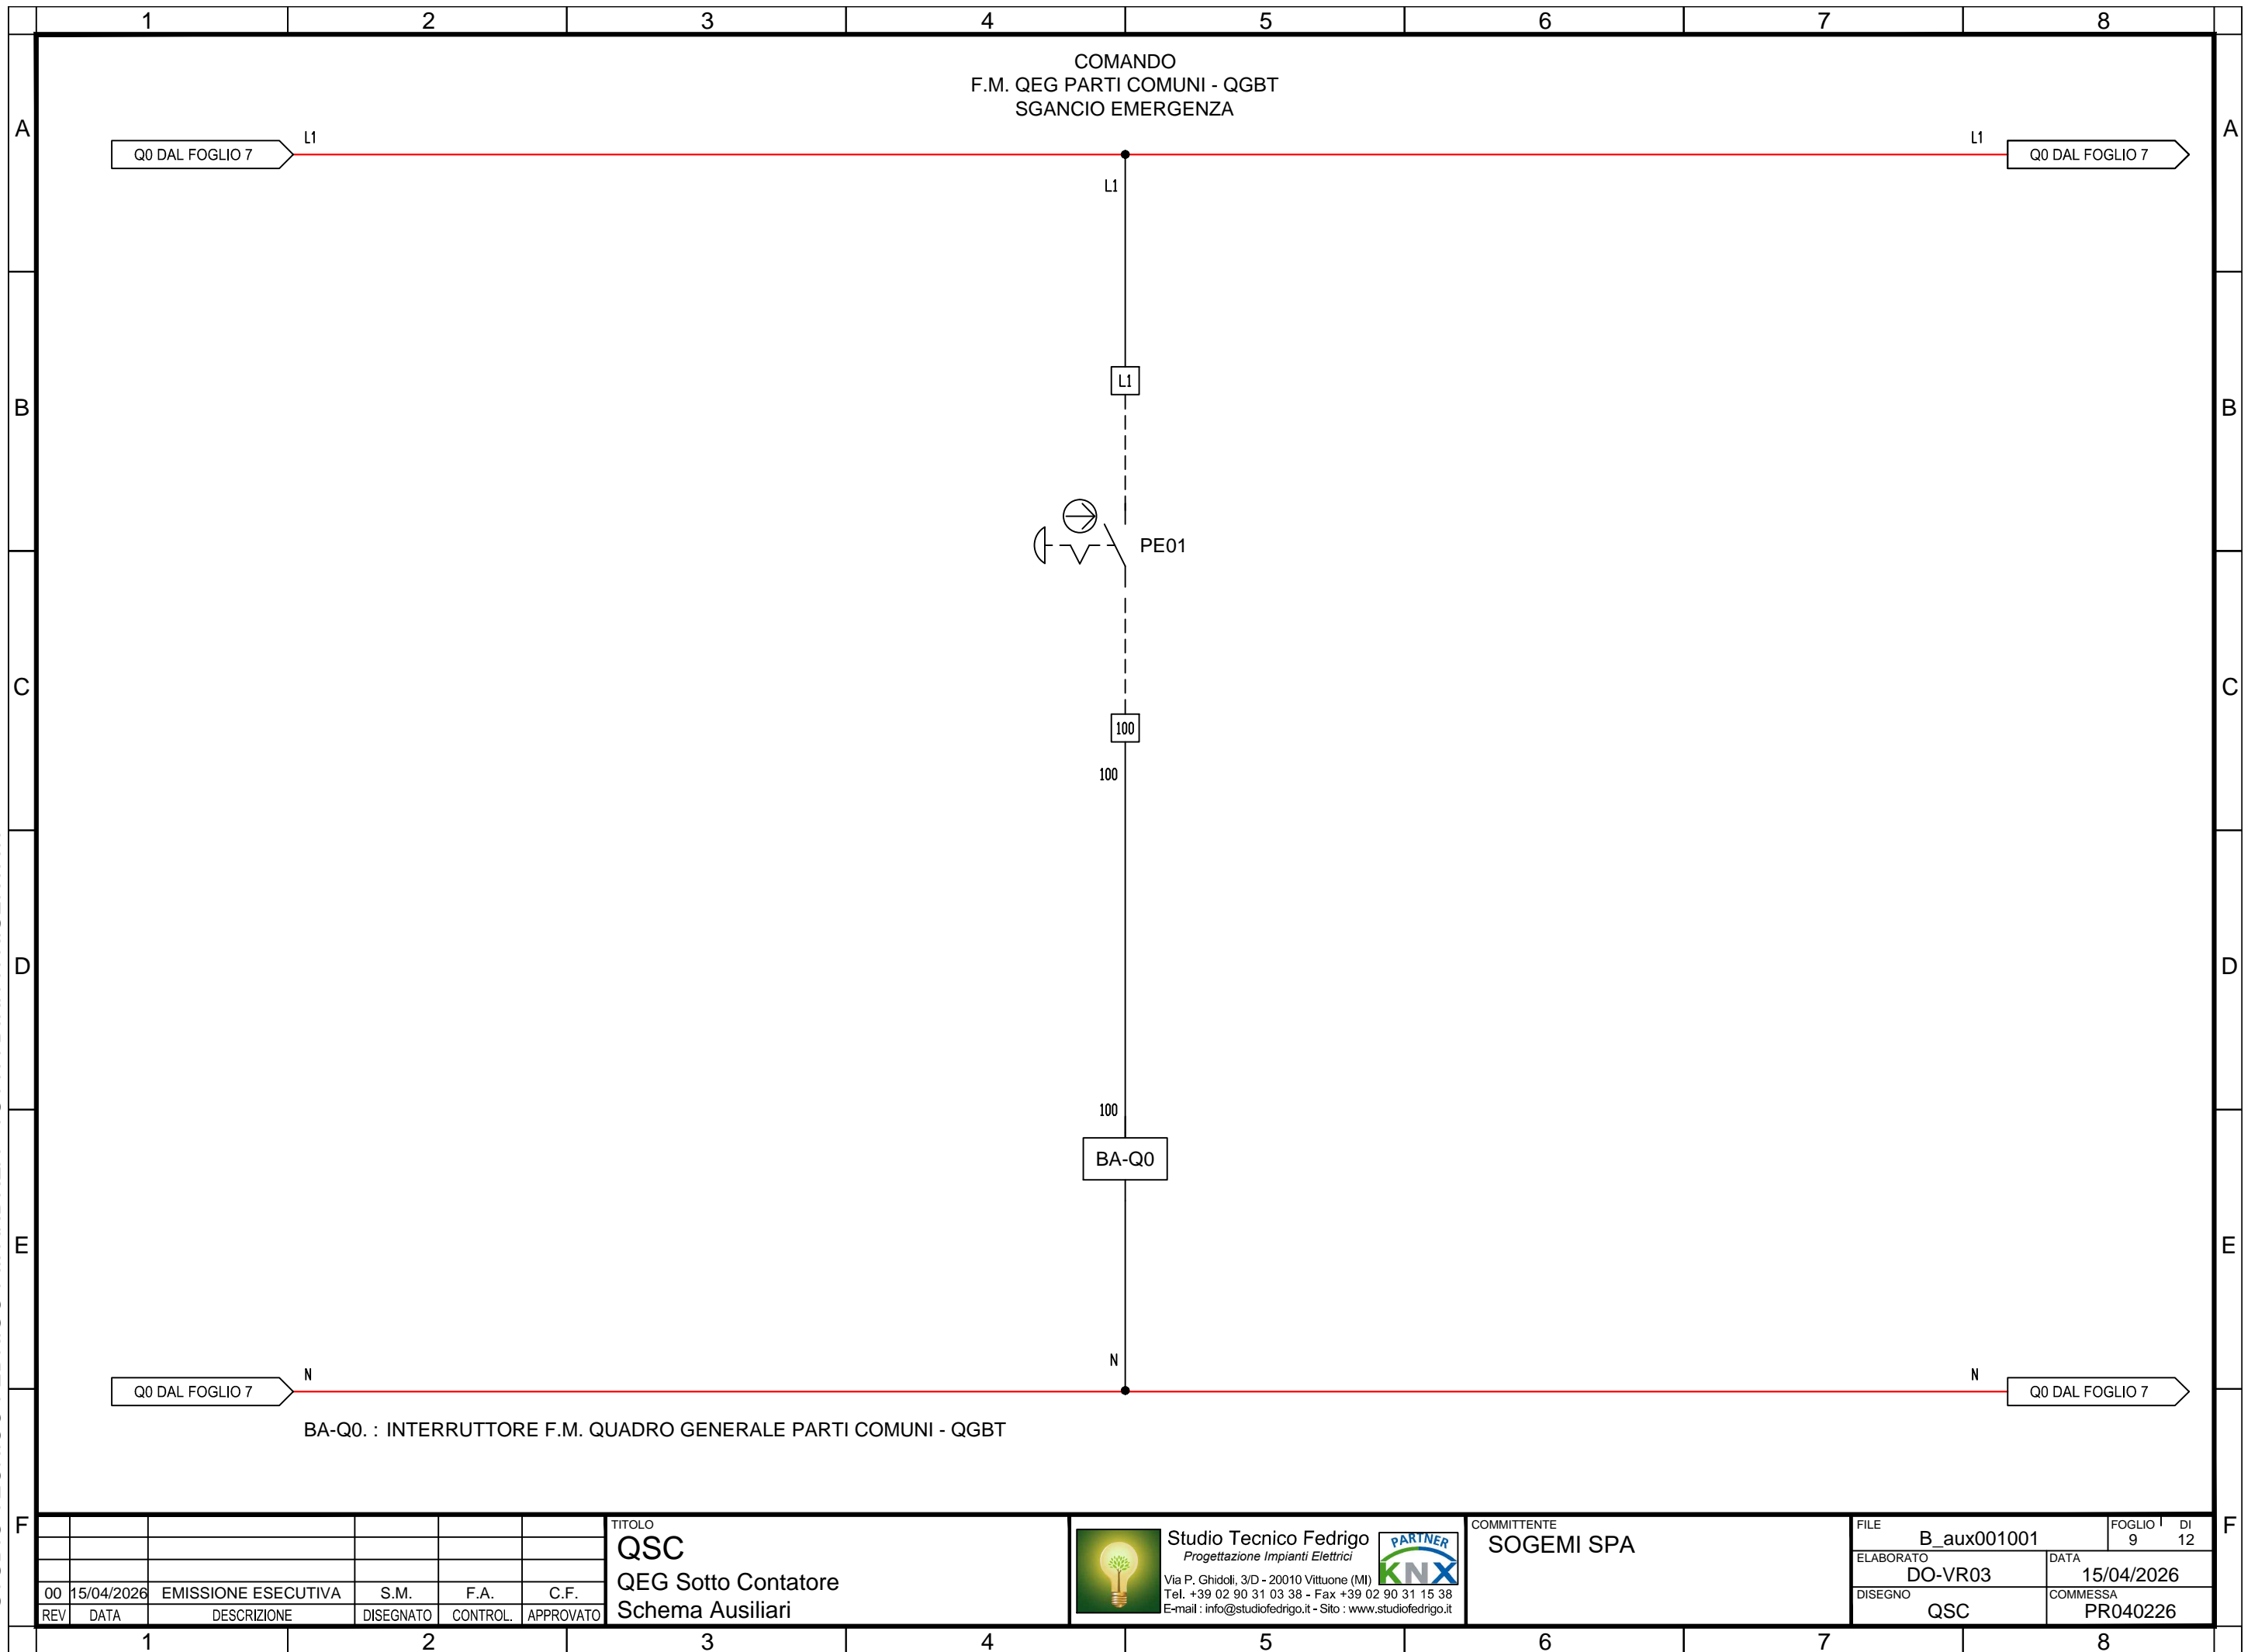 1 2 3 4 5 6 7 8
COMANDO
F.M. QEG PARTI COMUNI - QGBT
SGANCIO EMERGENZA
A A
Q0 DAL FOGLIO 7 L1 L1 Q0 DAL FOGLIO 7
L1
L1
B B
PE01
C C
100
100
D D
100
BA-Q0
E E
N N N
Q0 DAL FOGLIO 7 Q0 DAL FOGLIO 7
BA-Q0. : INTERRUTTORE F.M. QUADRO GENERALE PARTI COMUNI - QGBT
F F
00 15/04/2026 EMISSIONE ESECUTIVA S.M. F.A. C.F.
REV DATA DESCRIZIONE DISEGNATO CONTROL. APPROVATO
TITOLO
QSC
QEG Sotto Contatore
Schema Ausiliari
Studio Tecnico Fedrigo
Progettazione Impianti Elettrici
Via P. Ghidoli, 3/D - 20010 Vittuone (MI)
Tel. +39 02 90 31 03 38 - Fax +39 02 90 31 15 38
E-mail : info@studiofedrigo.it - Sito : www.studiofedrigo.it
PARTNER
KNX
COMMITTENTE
SOGEMI SPA
FILE
B_aux001001
FOGLIO DI
9 12
ELABORATO
DO-VR03
DATA
15/04/2026
DISEGNO
QSC
COMMESSA
PR040226
1 2 3 4 5 6 7 8